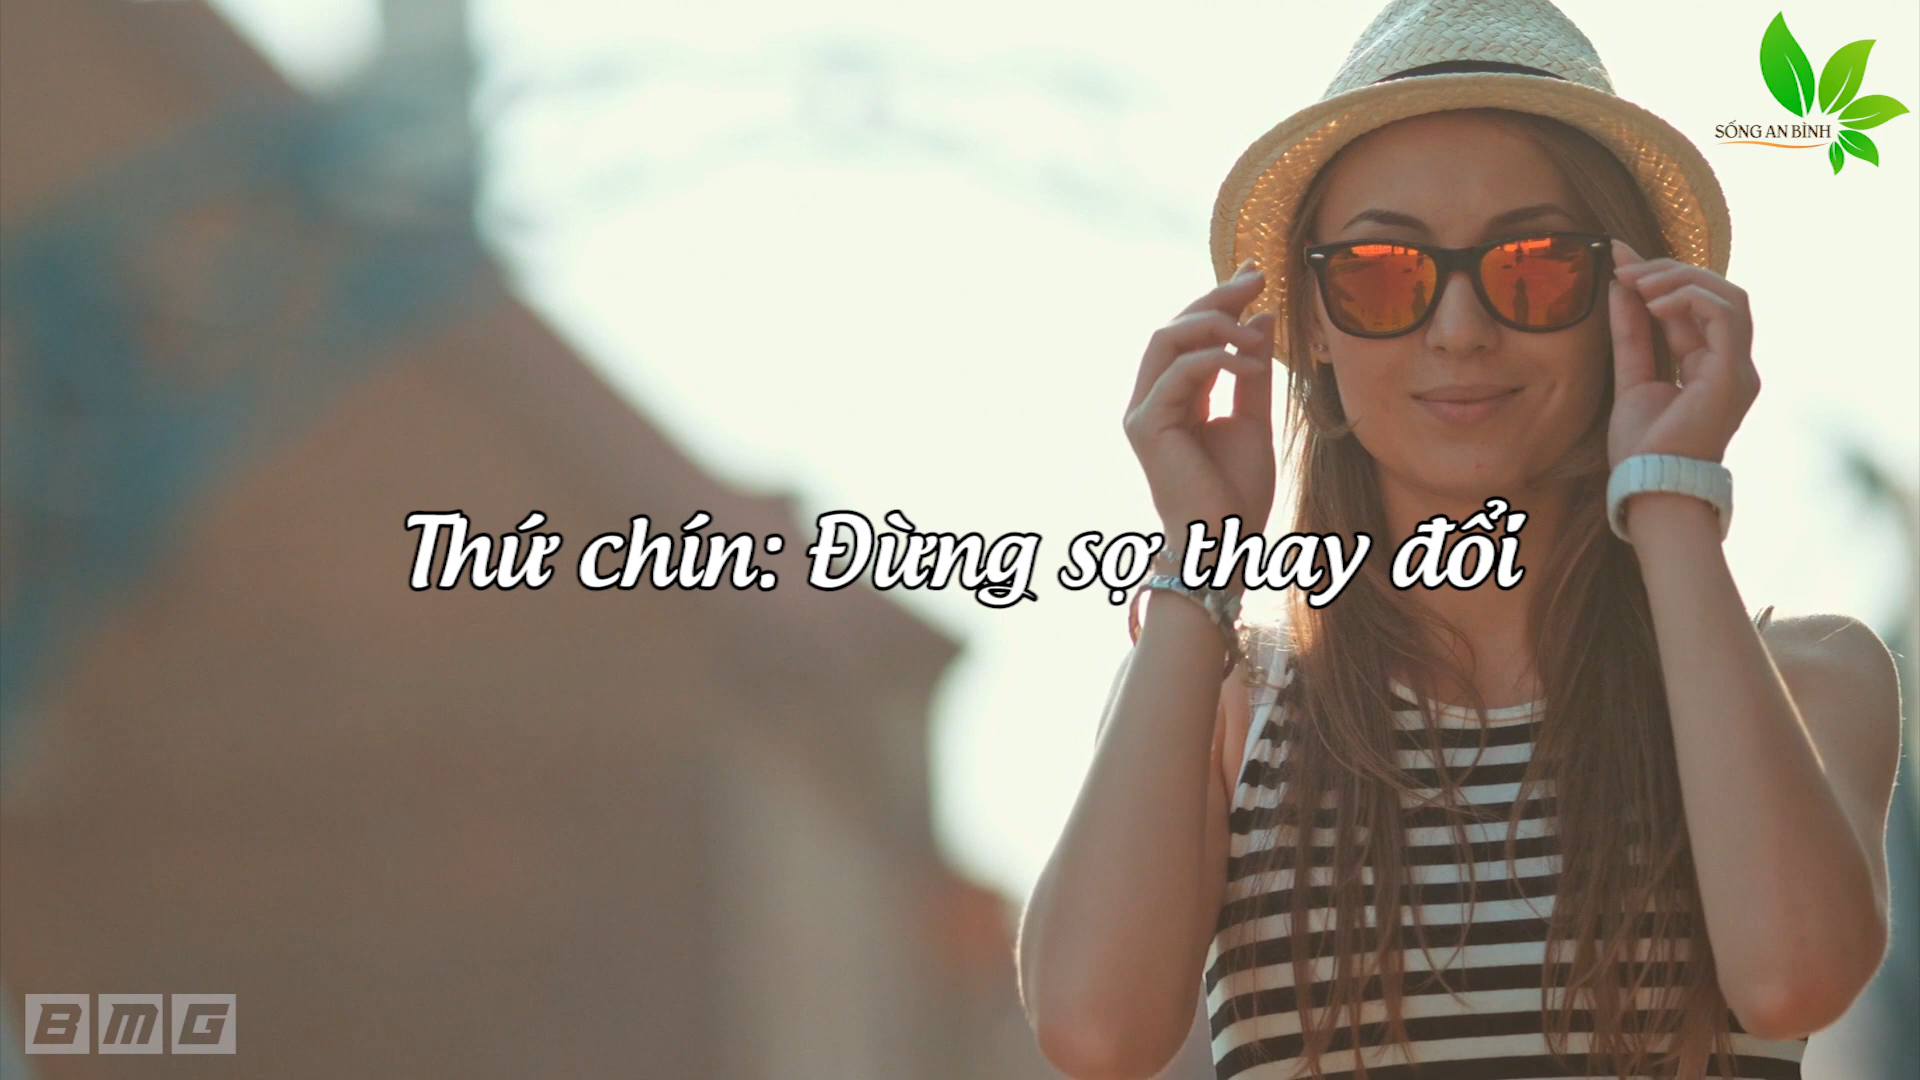 SỐNG AN BÌNH
Thứ chín: Đừng sợ thay đổi
BMG